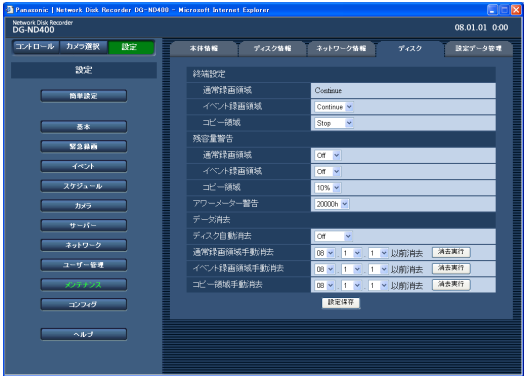 Panasonic [ Network Disk Recorder DG-ND400 ] - Microsoft Internet Explorer
Network Disk Recorder
DG-ND400
08.01.01 0:00
コントロール カメラ選択 設定
本体情報 ディスク情報 ネットワーク情報 ディスク 設定データ管理
設定
簡単設定
基本
緊急録画
イベント
スケジュール
カメラ
サーバー
ネットワーク
ユーザー管理
メンテナンス
コンフィグ
ヘルプ
終端設定
通常録画領域 Continue
イベント録画領域 Continue
コピー領域 Stop
残容量警告
通常録画領域 Off
イベント録画領域 Off
コピー領域 10%
アワーメーター警告 20000h
データ消去
ディスク自動消去 Off
通常録画領域手動消去 08 . 1 . 1 以前消去 消去実行
イベント録画領域手動消去 08 . 1 . 1 以前消去 消去実行
コピー領域手動消去 08 . 1 . 1 以前消去 消去実行
設定保存